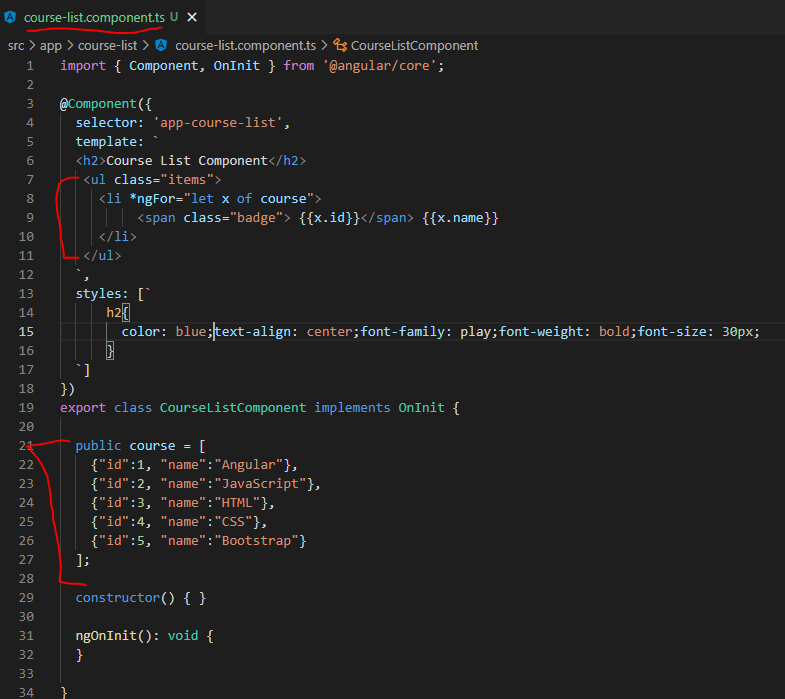 course-list.component.ts U ×
src > app > course-list > course-list.component.ts > CourseListComponent
1 import { Component, OnInit } from '@angular/core';
2
3 @Component({
4   selector: 'app-course-list',
5   template: `
6   <h2>Course List Component</h2>
7    <ul class="items">
8      <li *ngFor="let x of course">
9           <span class="badge"> {{x.id}}</span> {{x.name}}
10      </li>
11    </ul>
12   `,
13   styles: [`
14       h2{
15         color: blue;text-align: center;font-family: play;font-weight: bold;font-size: 30px;
16       }
17   `]
18 })
19 export class CourseListComponent implements OnInit {
20
21   public course = [
22     {"id":1, "name":"Angular"},
23     {"id":2, "name":"JavaScript"},
24     {"id":3, "name":"HTML"},
25     {"id":4, "name":"CSS"},
26     {"id":5, "name":"Bootstrap"}
27   ];
28
29   constructor() { }
30
31   ngOnInit(): void {
32   }
33
34 }